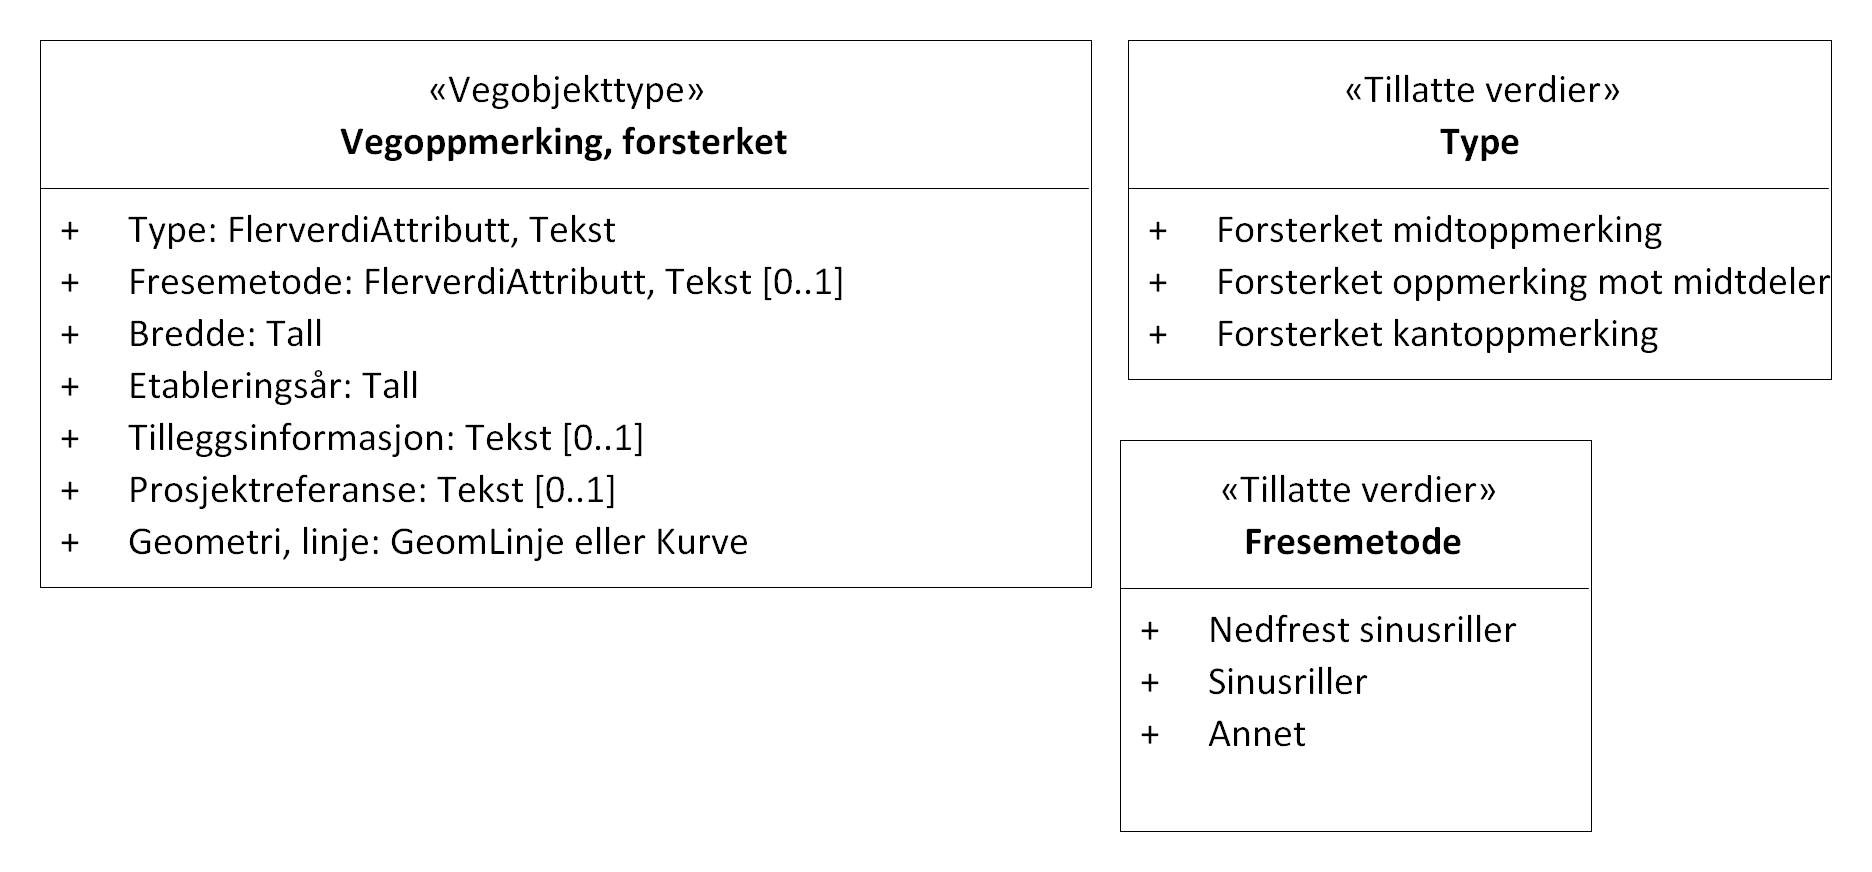 «Vegobjekttype»
Vegoppmerking, forsterket
+ Type: FlerverdiAttributt, Tekst
+ Fresemetode: FlerverdiAttributt, Tekst [0..1]
+ Bredde: Tall
+ Etableringsår: Tall
+ Tilleggsinformasjon: Tekst [0..1]
+ Prosjektreferanse: Tekst [0..1]
+ Geometri, linje: GeomLinje eller Kurve
«Tillatte verdier»
Type
+ Forsterket midtoppmerking
+ Forsterket oppmerking mot midtdeler
+ Forsterket kantoppmerking
«Tillatte verdier»
Fresemetode
+ Nedfrest sinusriller
+ Sinusriller
+ Annet